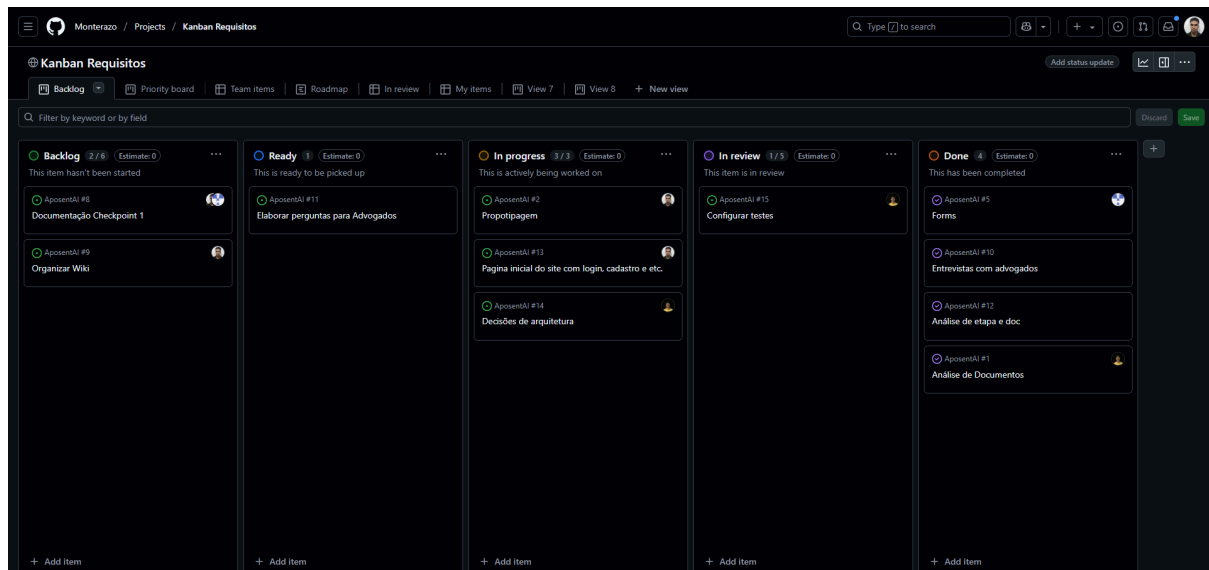 Monterazo / Projects / Kanban Requisitos
Type / to search
Kanban Requisitos
Add status update
Backlog
Priority board
Team items
Roadmap
In review
My items
View 7
View 8
+ New view
Filter by keyword or by field
Discard
Save
Backlog 2 / 6 Estimate: 0
This item hasn't been started
AposentAI #8
Documentação Checkpoint 1
AposentAI #9
Organizar Wiki
+ Add item
Ready 1 Estimate: 0
This is ready to be picked up
AposentAI #11
Elaborar perguntas para Advogados
+ Add item
In progress 3 / 3 Estimate: 0
This is actively being worked on
AposentAI #2
Propotipagem
AposentAI #13
Pagina inicial do site com login, cadastro e etc.
AposentAI #14
Decisões de arquitetura
+ Add item
In review 1 / 5 Estimate: 0
This item is in review
AposentAI #15
Configurar testes
+ Add item
Done 4 Estimate: 0
This has been completed
AposentAI #5
Forms
AposentAI #10
Entrevistas com advogados
AposentAI #12
Análise de etapa e doc
AposentAI #1
Análise de Documentos
+ Add item